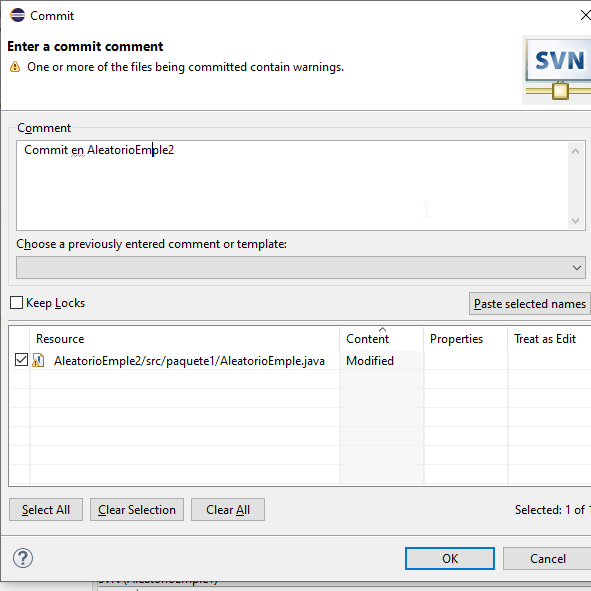 Commit
Enter a commit comment
One or more of the files being committed contain warnings.
SVN
Comment
Commit en AleatorioEmple2
Choose a previously entered comment or template:
Keep Locks
Paste selected names
Resource Content Properties Treat as Edit
AleatorioEmple2/src/paquete1/AleatorioEmple.java Modified
Select All Clear Selection Clear All Selected: 1 of 1
? OK Cancel
SVN (AleatorioEmple1)